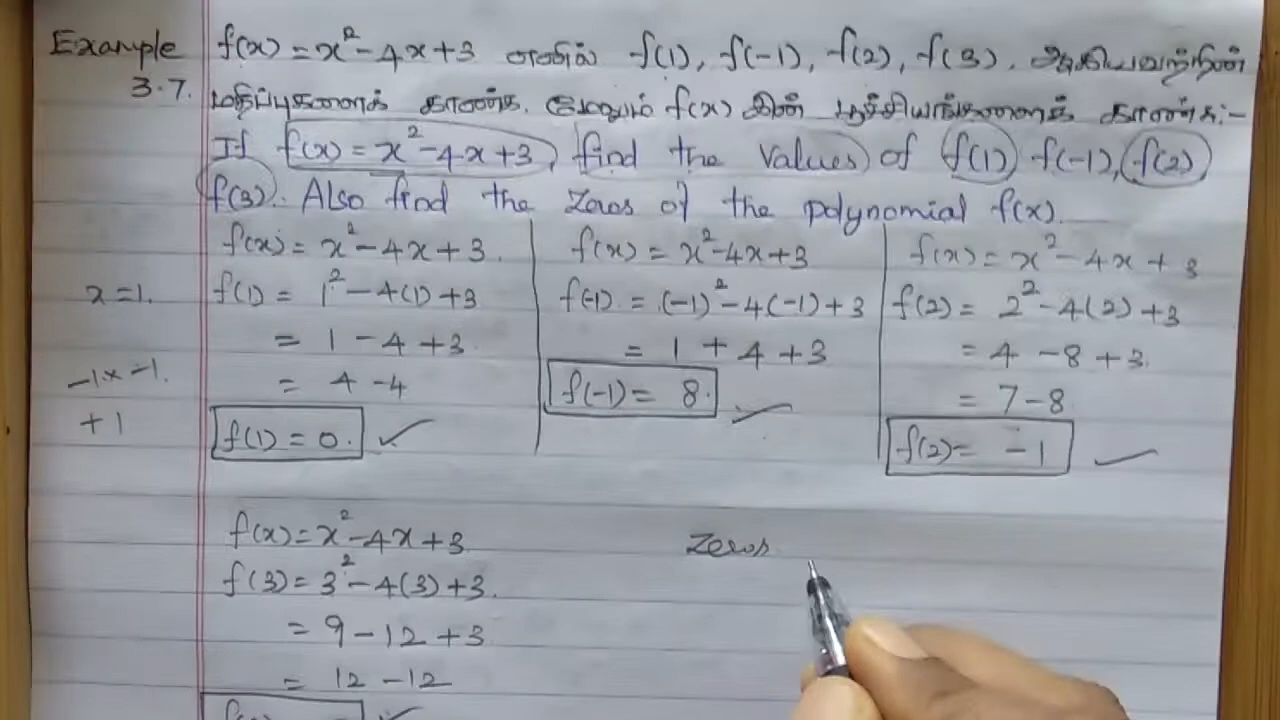 Example f(x) = x² - 4x + 3 எனில் f(1), f(-1), f(2), f(3). ஆகியவற்றின்
3.7. மதிப்புகளைக் காண்க. மேலும் f(x) இன் பூச்சியங்களைக் காண்க:-
If f(x) = x² - 4x + 3, find the values of f(1) f(-1), f(2)
f(3). Also find the zeros of the polynomial f(x).
f(x) = x² - 4x + 3.
x = 1. f(1) = 1² - 4(1) + 3
= 1 - 4 + 3.
-1 x -1. = 4 - 4
+1 f(1) = 0.
f(x) = x² - 4x + 3
f(-1) = (-1)² - 4(-1) + 3
= 1 + 4 + 3
f(-1) = 8.
f(x) = x² - 4x + 3
f(2) = 2² - 4(2) + 3
= 4 - 8 + 3.
= 7 - 8
f(2) = -1
f(x) = x² - 4x + 3
f(3) = 3² - 4(3) + 3.
= 9 - 12 + 3
= 12 - 12
Zeros